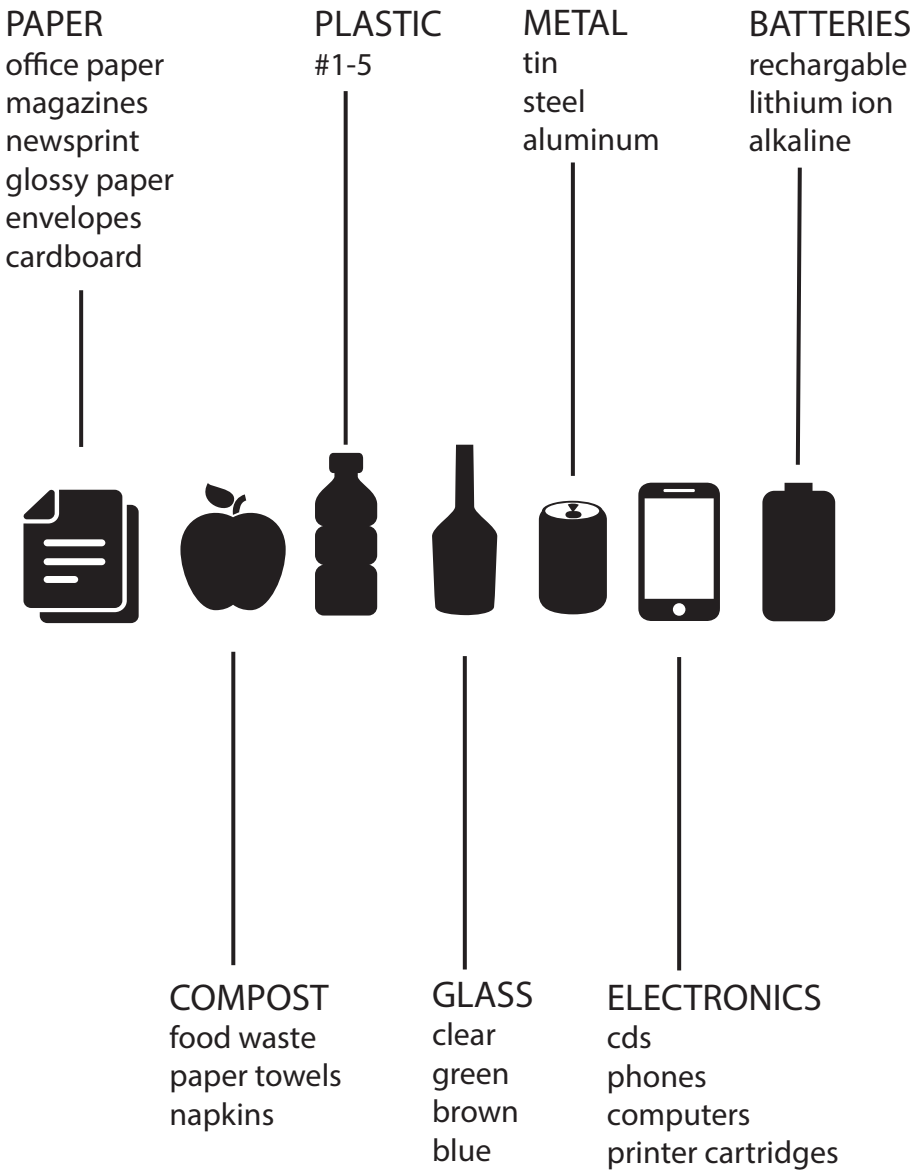 PAPER
office paper
magazines
newsprint
glossy paper
envelopes
cardboard
PLASTIC
#1-5
METAL
tin
steel
aluminum
BATTERIES
rechargable
lithium ion
alkaline
COMPOST
food waste
paper towels
napkins
GLASS
clear
green
brown
blue
ELECTRONICS
cds
phones
computers
printer cartridges